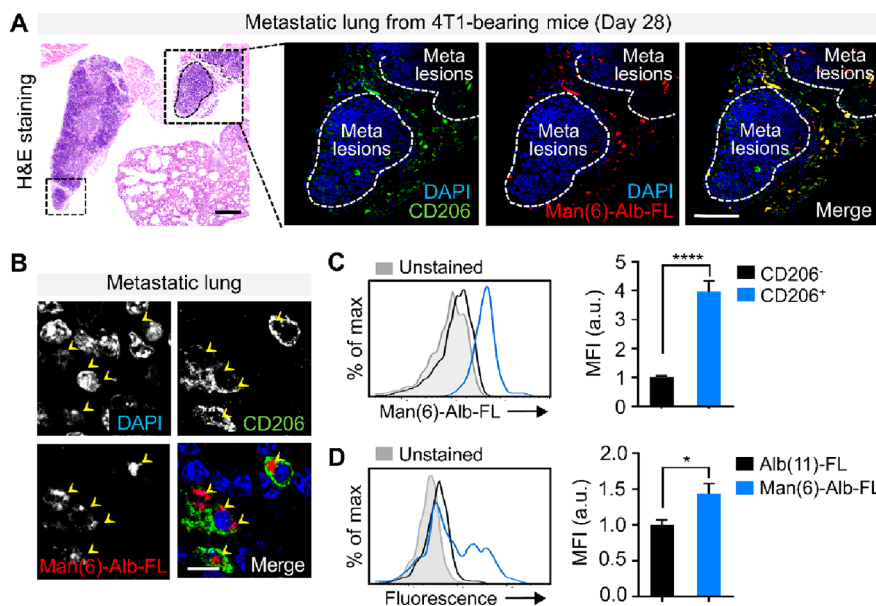 Metastatic lung from 4T1-bearing mice (Day 28)
A
H&E staining
Meta
lesions
Meta
lesions
DAPI
CD206
Meta
lesions
Meta
lesions
DAPI
Man(6)-Alb-FL
Meta
lesions
Meta
lesions
Merge
B
Metastatic lung
DAPI
CD206
Man(6)-Alb-FL
Merge
C
Unstained
% of max
Man(6)-Alb-FL
MFI (a.u.)
5
4
3
2
1
0
****
CD206-
CD206+
D
Unstained
% of max
Fluorescence
MFI (a.u.)
2.0
1.5
1.0
0.5
0.0
*
Alb(11)-FL
Man(6)-Alb-FL